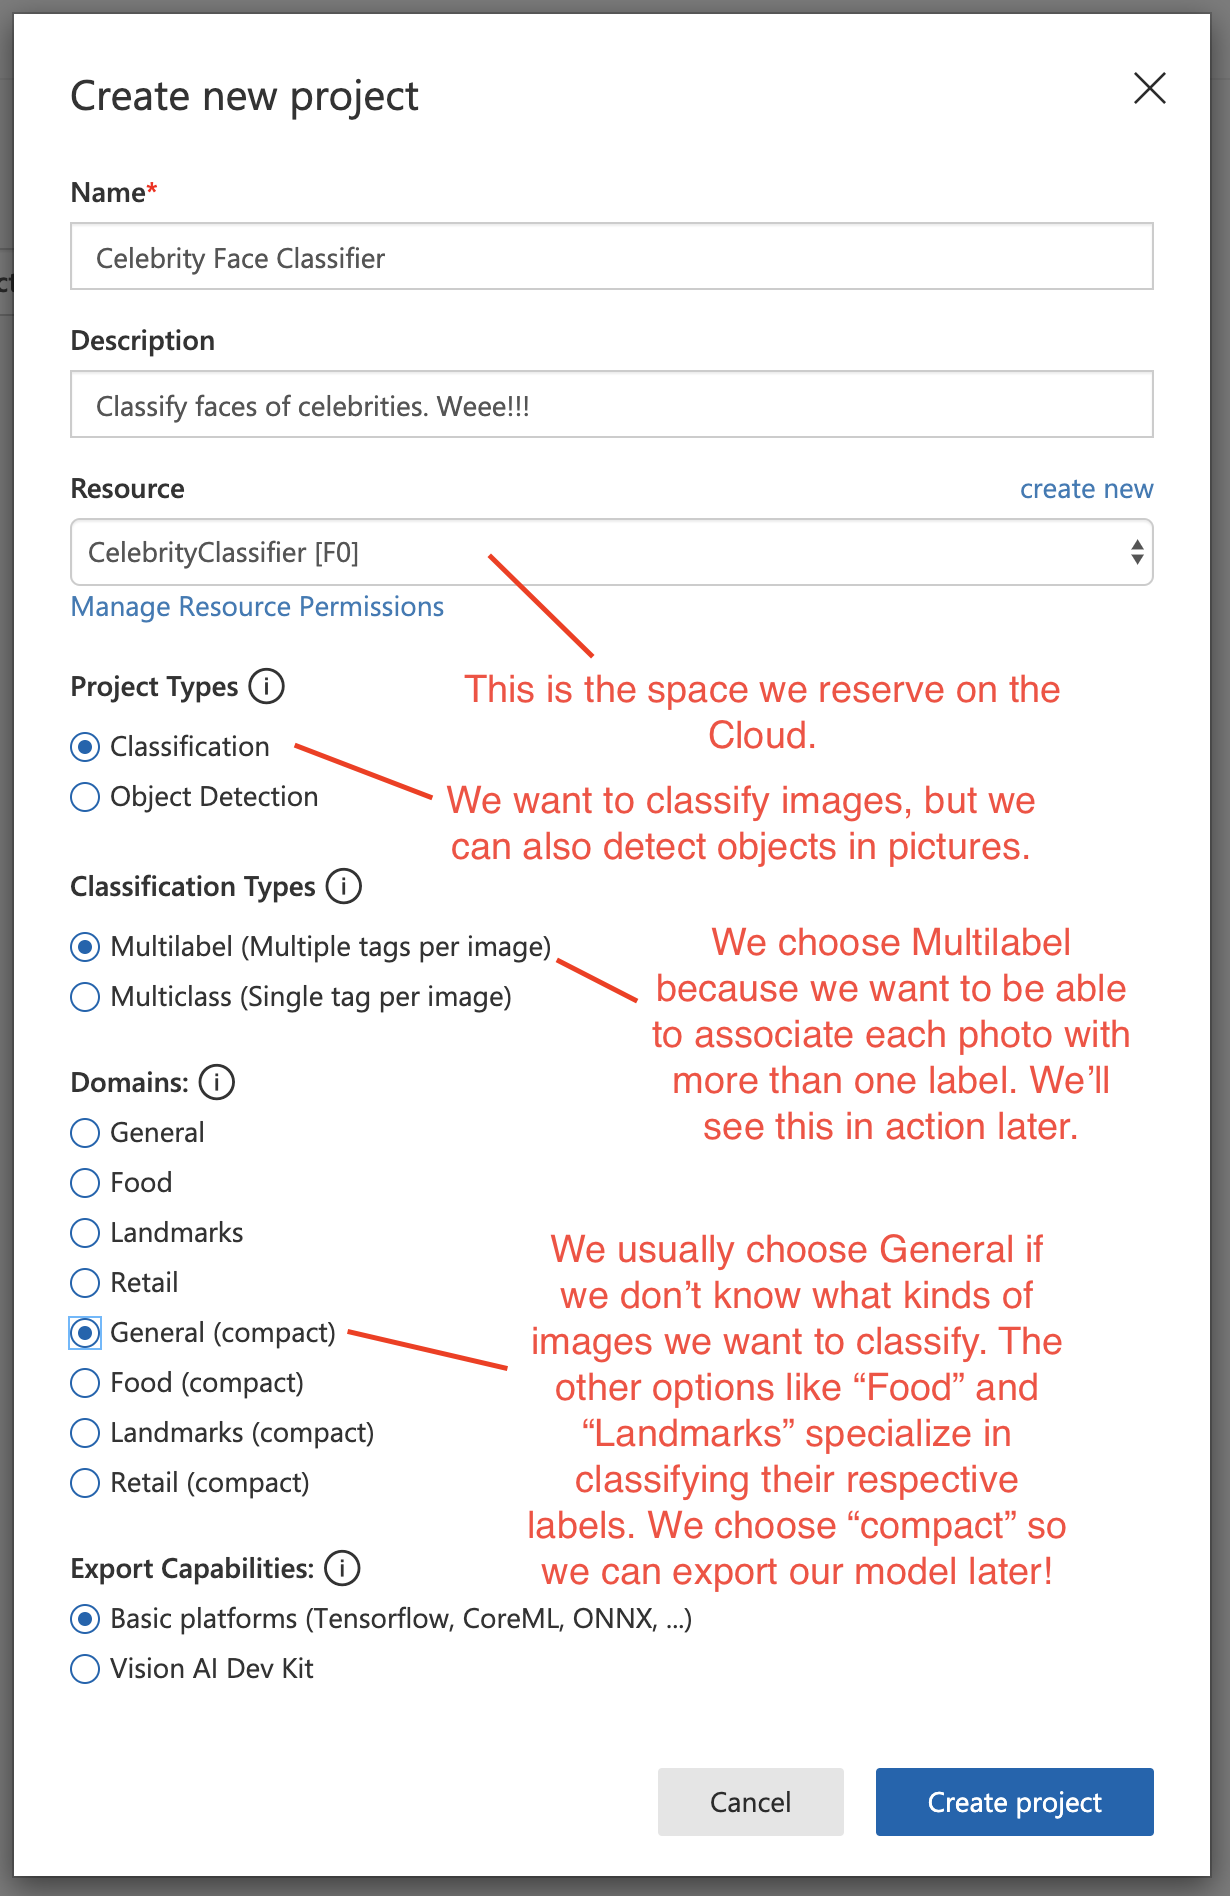 Create new project
Name*
Celebrity Face Classifier
Description
Classify faces of celebrities. Weee!!!
Resource
create new
CelebrityClassifier [F0]
Manage Resource Permissions
This is the space we reserve on the
Cloud.
Project Types
Classification
Object Detection
We want to classify images, but we
can also detect objects in pictures.
Classification Types
Multilabel (Multiple tags per image)
Multiclass (Single tag per image)
We choose Multilabel
because we want to be able
to associate each photo with
more than one label. We’ll
see this in action later.
Domains:
General
Food
Landmarks
Retail
General (compact)
Food (compact)
Landmarks (compact)
Retail (compact)
We usually choose General if
we don’t know what kinds of
images we want to classify. The
other options like “Food” and
“Landmarks” specialize in
classifying their respective
labels. We choose “compact” so
we can export our model later!
Export Capabilities:
Basic platforms (Tensorflow, CoreML, ONNX, ...)
Vision AI Dev Kit
Cancel
Create project